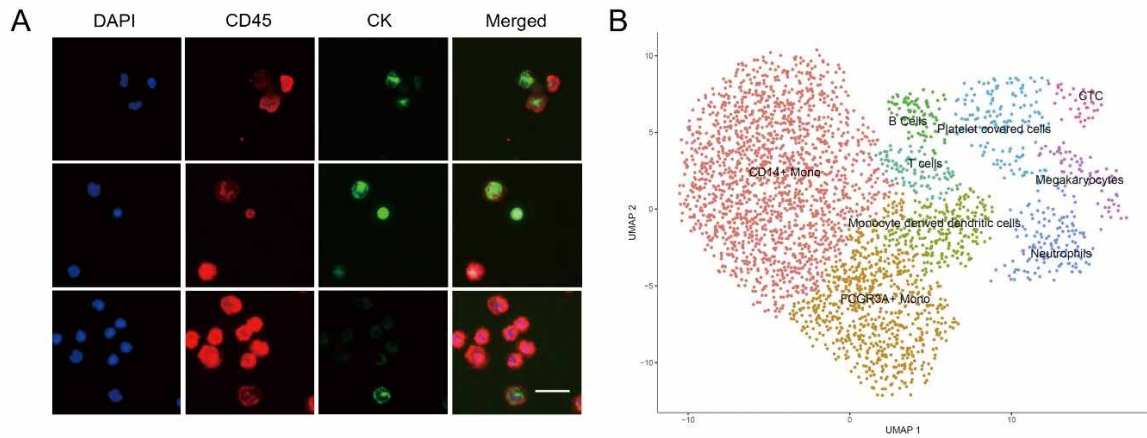 A
DAPI CD45 CK Merged
B
10
5
0
−5
−10
−10 0 10
UMAP 2
UMAP 1
CTC
B Cells
Platelet covered cells
T cells
CD14+ Mono
Megakaryocytes
Monocyte derived dendritic cells
Neutrophils
FCGR3A+ Mono